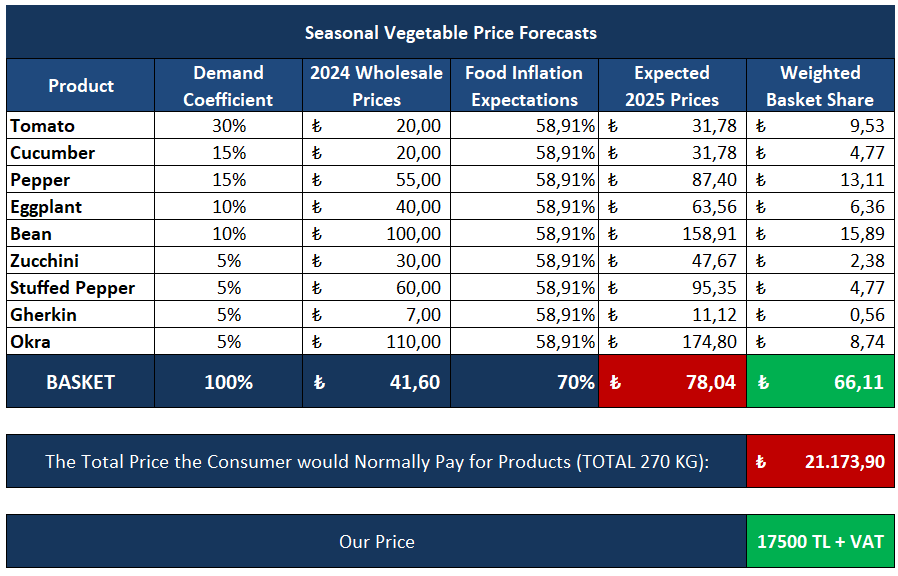 Seasonal Vegetable Price Forecasts
Product Demand Coefficient 2024 Wholesale Prices Food Inflation Expectations Expected 2025 Prices Weighted Basket Share
Tomato 30% ₺ 20,00 58,91% ₺ 31,78 ₺ 9,53
Cucumber 15% ₺ 20,00 58,91% ₺ 31,78 ₺ 4,77
Pepper 15% ₺ 55,00 58,91% ₺ 87,40 ₺ 13,11
Eggplant 10% ₺ 40,00 58,91% ₺ 63,56 ₺ 6,36
Bean 10% ₺ 100,00 58,91% ₺ 158,91 ₺ 15,89
Zucchini 5% ₺ 30,00 58,91% ₺ 47,67 ₺ 2,38
Stuffed Pepper 5% ₺ 60,00 58,91% ₺ 95,35 ₺ 4,77
Gherkin 5% ₺ 7,00 58,91% ₺ 11,12 ₺ 0,56
Okra 5% ₺ 110,00 58,91% ₺ 174,80 ₺ 8,74
BASKET 100% ₺ 41,60 70% ₺ 78,04 ₺ 66,11
The Total Price the Consumer would Normally Pay for Products (TOTAL 270 KG): ₺ 21.173,90
Our Price 17500 TL + VAT